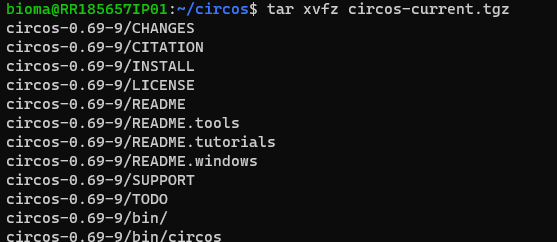 bioma@RR185657IP01:~/circos$ tar xvfz circos-current.tgz
circos-0.69-9/CHANGES
circos-0.69-9/CITATION
circos-0.69-9/INSTALL
circos-0.69-9/LICENSE
circos-0.69-9/README
circos-0.69-9/README.tools
circos-0.69-9/README.tutorials
circos-0.69-9/README.windows
circos-0.69-9/SUPPORT
circos-0.69-9/TODO
circos-0.69-9/bin/
circos-0.69-9/bin/circos